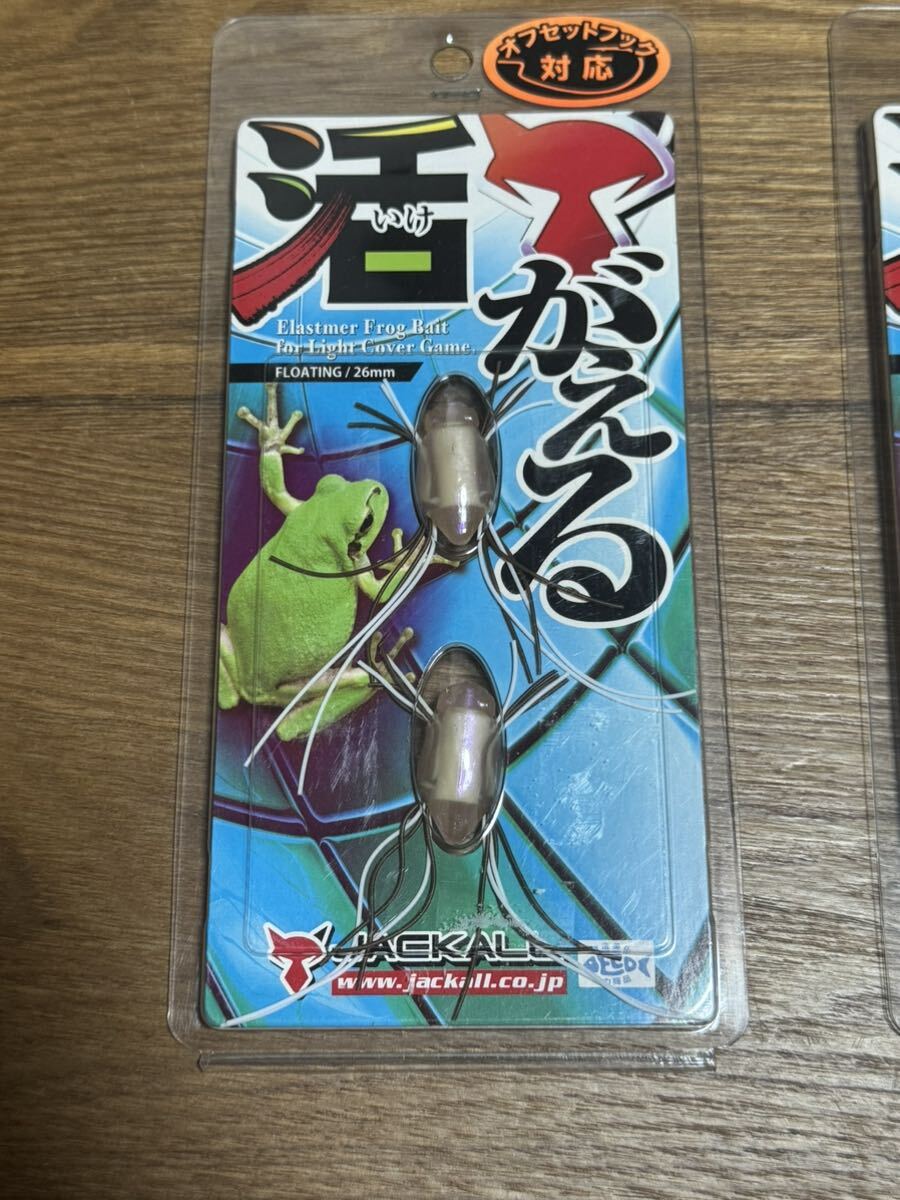 オフセットフック
対応
活
いけ
がえる
Elastmer Frog Bait
for Light Cover Game.
FLOATING / 26mm
JACKALL
www.jackall.co.jp